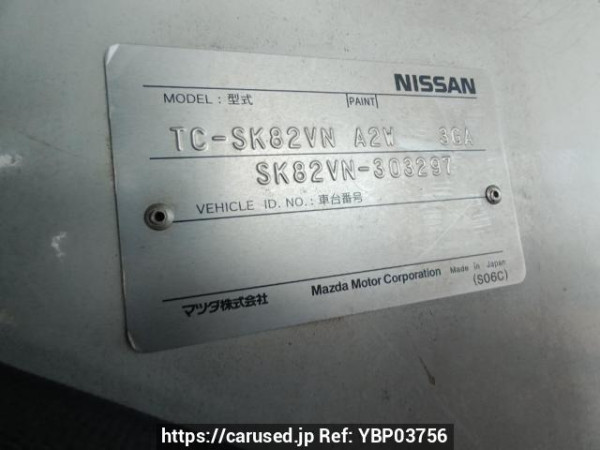 NISSAN
MODEL : 型式 PAINT
TC-SK82VN A2W 3GA
SK82VN-303297
VEHICLE ID. NO. : 車台番号
マツダ株式会社 Mazda Motor Corporation Made in Japan
(S06C)
https://carused.jp Ref: YBP03756